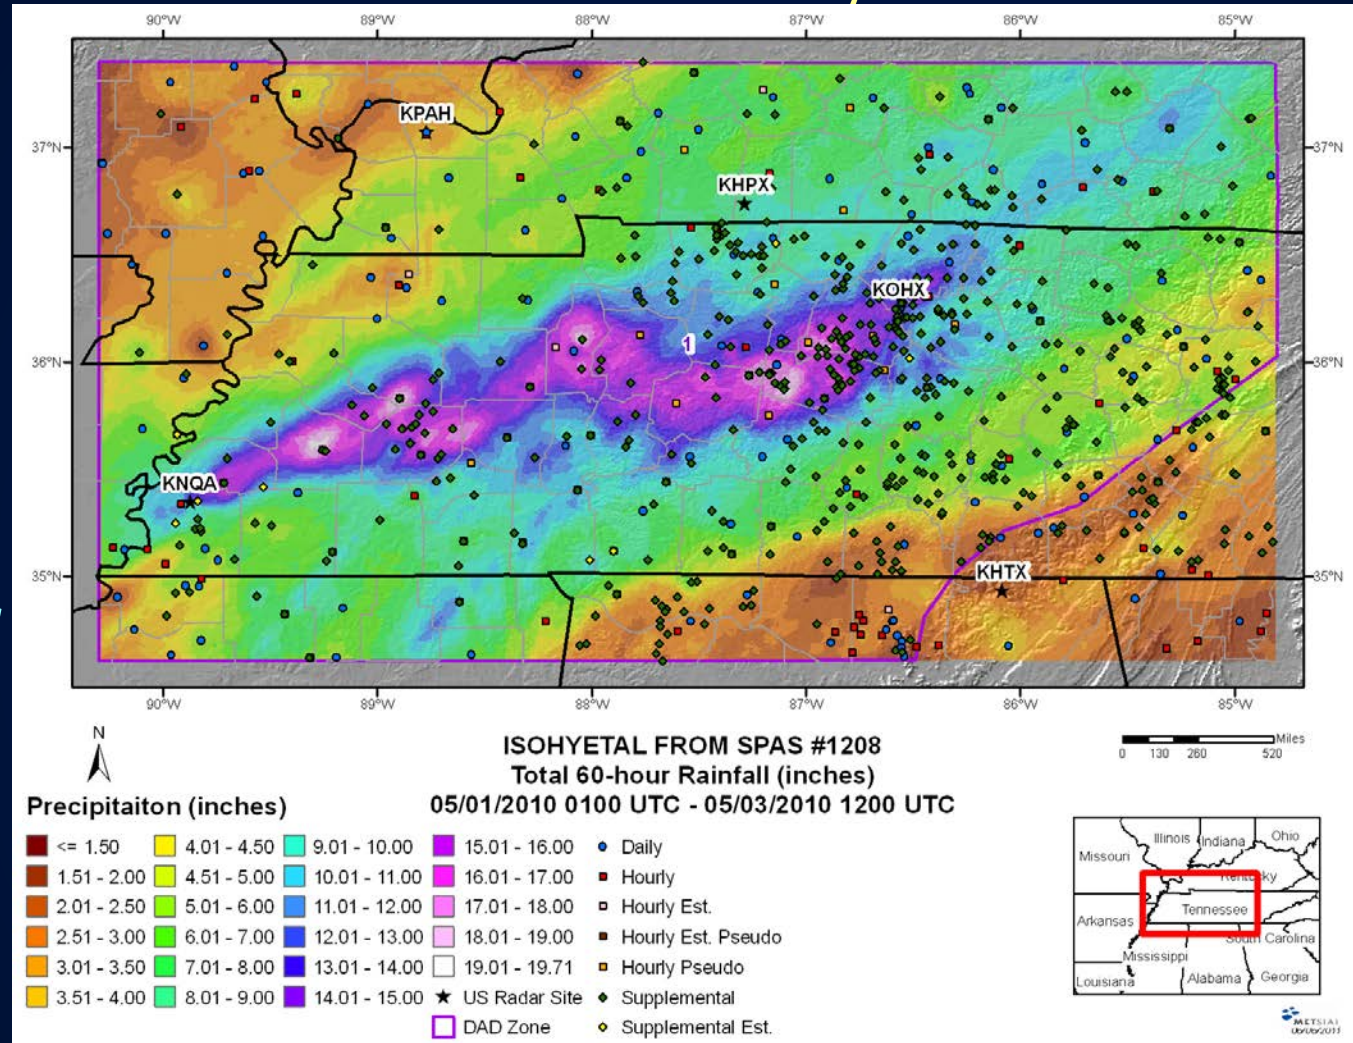 90°W 89°W 88°W 87°W 86°W 85°W
KPAH
37°N 37°N
KHPX
KOHX
1
36°N 36°N
KNQA
35°N 35°N
KHTX
90°W 89°W 88°W 87°W 86°W 85°W
N
ISOHYETAL FROM SPAS #1208
Total 60-hour Rainfall (inches)
05/01/2010 0100 UTC - 05/03/2010 1200 UTC
Miles
0 130 260 520
Precipitaiton (inches)
<= 1.50
1.51 - 2.00
2.01 - 2.50
2.51 - 3.00
3.01 - 3.50
3.51 - 4.00
4.01 - 4.50
4.51 - 5.00
5.01 - 6.00
6.01 - 7.00
7.01 - 8.00
8.01 - 9.00
9.01 - 10.00
10.01 - 11.00
11.01 - 12.00
12.01 - 13.00
13.01 - 14.00
14.01 - 15.00
15.01 - 16.00
16.01 - 17.00
17.01 - 18.00
18.01 - 19.00
19.01 - 19.71
US Radar Site
DAD Zone
Daily
Hourly
Hourly Est.
Hourly Est. Pseudo
Hourly Pseudo
Supplemental
Supplemental Est.
Illinois Indiana Ohio
Missouri
Kentucky
Tennessee
Arkansas
South Carolina
Mississippi
Louisiana Alabama Georgia
06/06/2011